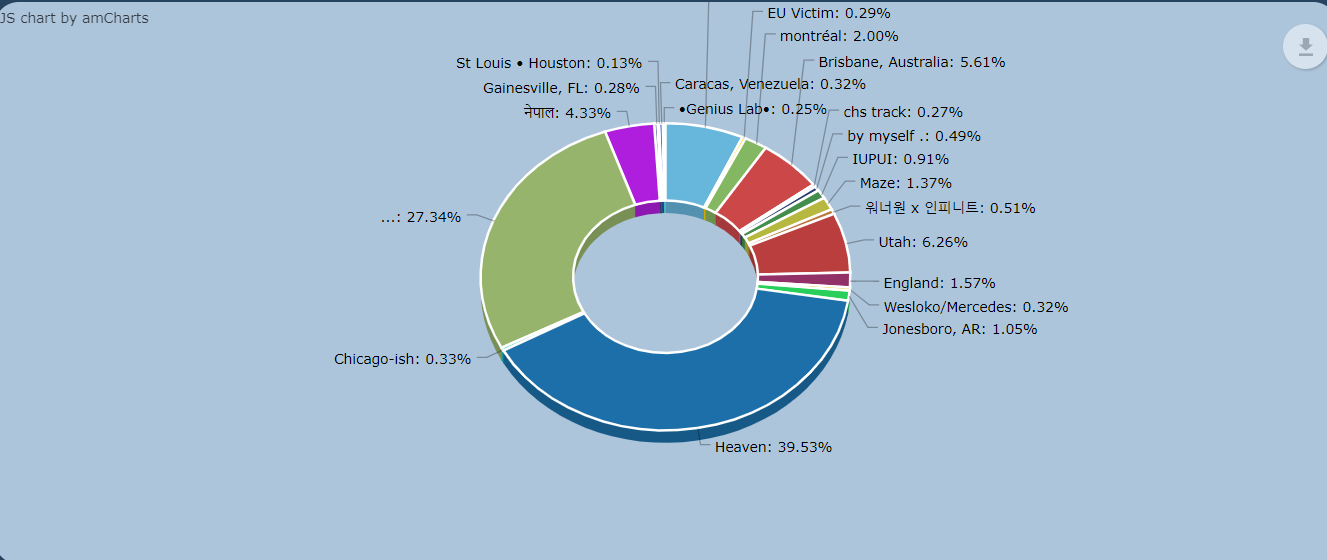 JS chart by amCharts
EU Victim: 0.29%
montréal: 2.00%
Brisbane, Australia: 5.61%
St Louis • Houston: 0.13%
Caracas, Venezuela: 0.32%
Gainesville, FL: 0.28%
•Genius Lab•: 0.25%
नेपाल: 4.33%
chs track: 0.27%
by myself .: 0.49%
IUPUI: 0.91%
Maze: 1.37%
워너원 x 인피니트: 0.51%
...: 27.34%
Utah: 6.26%
England: 1.57%
Wesloko/Mercedes: 0.32%
Jonesboro, AR: 1.05%
Chicago-ish: 0.33%
Heaven: 39.53%